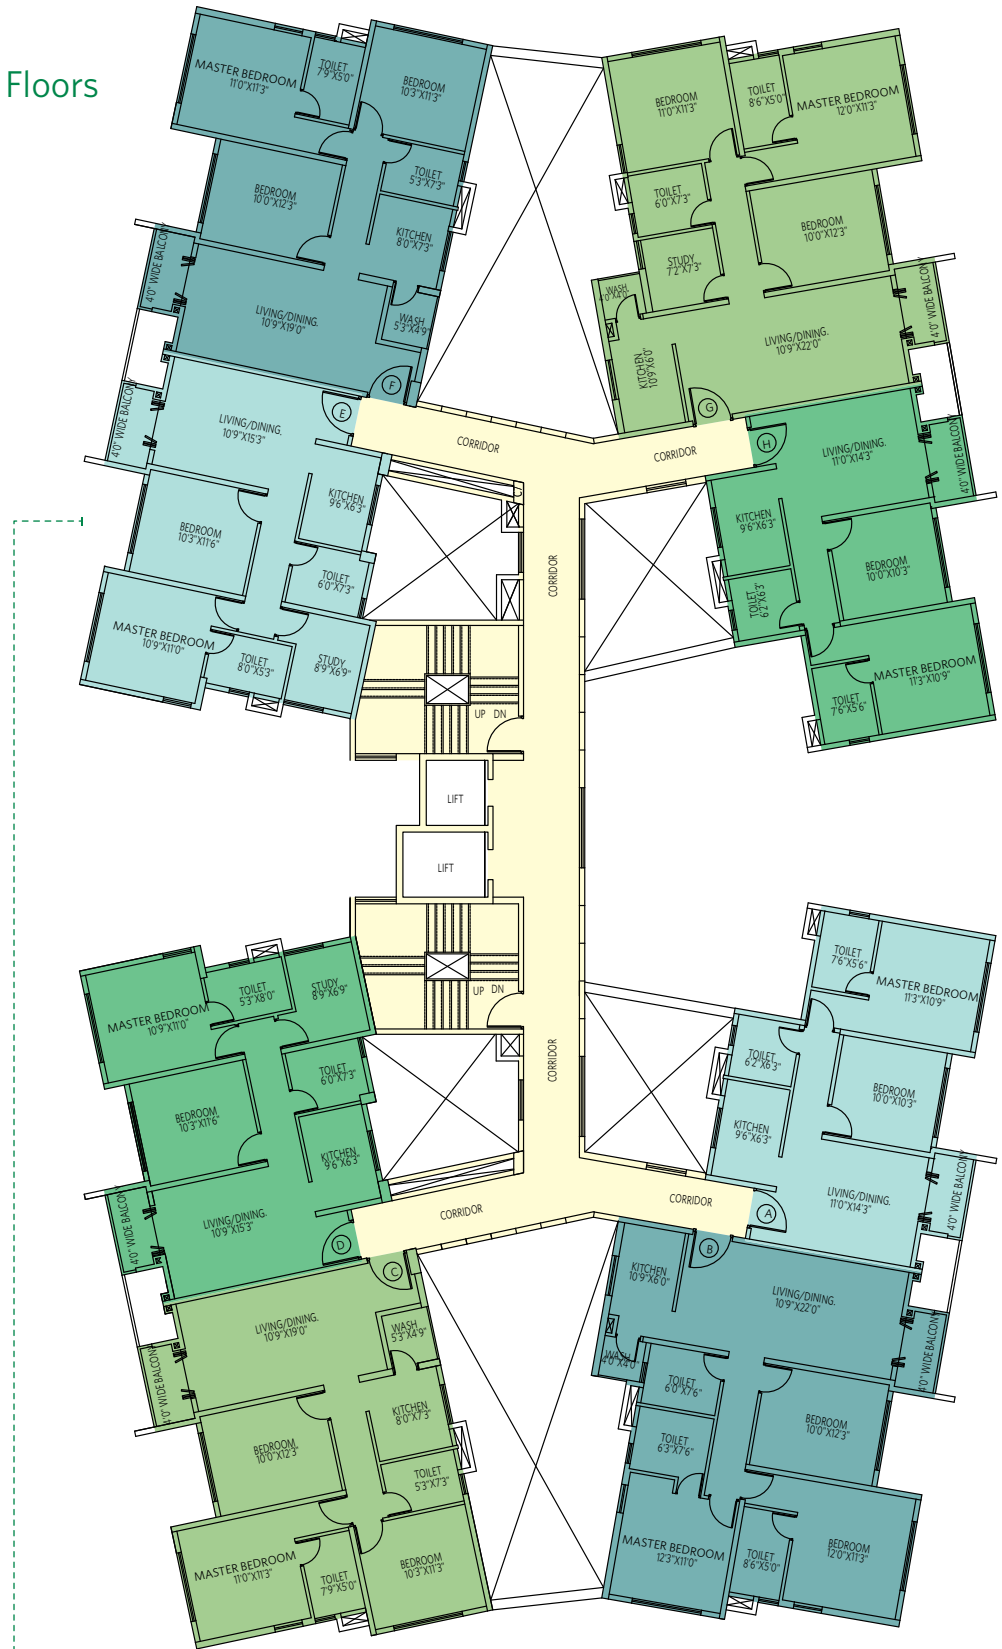 Floors
MASTER BEDROOM
11'0"X11'3"
TOILET
7'9"X5'0"
BEDROOM
10'3"X11'3"
TOILET
5'3"X7'3"
BEDROOM
10'0"X12'3"
KITCHEN
8'0"X7'3"
4'0" WIDE BALCONY
LIVING/DINING.
10'9"X19'0"
WASH
5'3"X4'9"
F
BEDROOM
11'0"X11'3"
TOILET
8'6"X5'0"
MASTER BEDROOM
12'0"X11'3"
TOILET
6'0"X7'3"
BEDROOM
10'0"X12'3"
STUDY
7'2"X7'3"
WASH
4'0"X4'0"
4'0" WIDE BALCONY
LIVING/DINING.
10'9"X22'0"
KITCHEN
10'9"X6'0"
G
4'0" WIDE BALCONY
LIVING/DINING.
10'9"X15'3"
E
KITCHEN
9'6"X6'3"
BEDROOM
10'3"X11'6"
TOILET
6'0"X7'3"
MASTER BEDROOM
10'9"X11'0"
TOILET
8'0"X5'3"
STUDY
8'9"X6'9"
CORRIDOR
CORRIDOR
H
LIVING/DINING.
11'0"X14'3"
4'0" WIDE BALCONY
KITCHEN
9'6"X6'3"
BEDROOM
10'0"X10'3"
TOILET
6'2"X6'3"
MASTER BEDROOM
11'3"X10'9"
TOILET
7'6"X5'6"
CORRIDOR
UP DN
LIFT
LIFT
UP DN
CORRIDOR
TOILET
7'6"X5'6"
MASTER BEDROOM
11'3"X10'9"
TOILET
6'2"X6'3"
BEDROOM
10'0"X10'3"
KITCHEN
9'6"X6'3"
LIVING/DINING.
11'0"X14'3"
4'0" WIDE BALCONY
A
MASTER BEDROOM
10'9"X11'0"
TOILET
5'3"X8'0"
STUDY
8'9"X6'9"
TOILET
6'0"X7'3"
BEDROOM
10'3"X11'6"
KITCHEN
9'6"X6'3"
4'0" WIDE BALCONY
LIVING/DINING.
10'9"X15'3"
D
CORRIDOR
CORRIDOR
C
LIVING/DINING.
10'9"X19'0"
WASH
5'3"X4'9"
4'0" WIDE BALCONY
KITCHEN
8'0"X7'3"
BEDROOM
10'0"X12'3"
TOILET
5'3"X7'3"
MASTER BEDROOM
11'0"X11'3"
TOILET
7'9"X5'0"
BEDROOM
10'3"X11'3"
B
KITCHEN
10'9"X6'0"
LIVING/DINING.
10'9"X22'0"
WASH
4'0"X4'0"
4'0" WIDE BALCONY
TOILET
6'0"X7'6"
BEDROOM
10'0"X12'3"
TOILET
6'3"X7'6"
MASTER BEDROOM
12'3"X11'0"
TOILET
8'6"X5'0"
BEDROOM
12'0"X11'3"